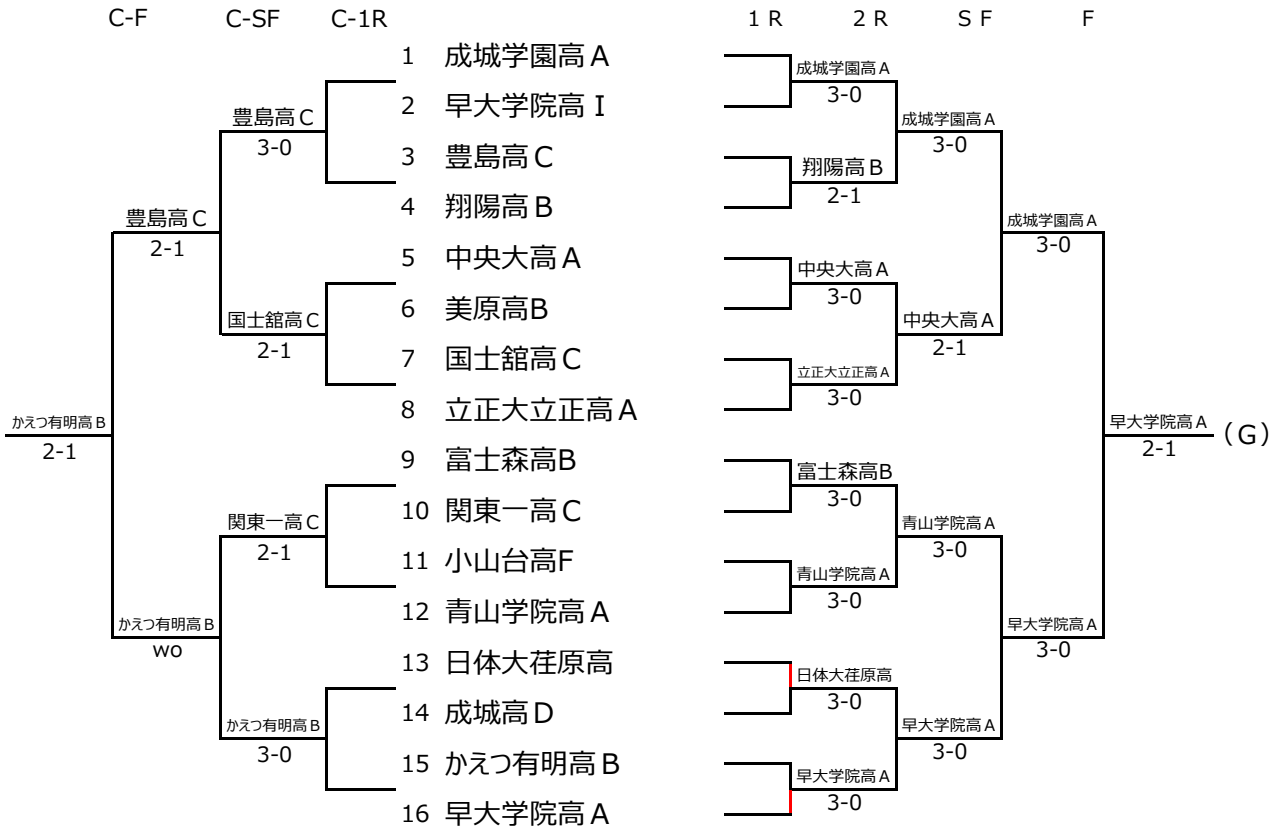 C-F C-SF C-1R 1 R 2 R S F F
1 成城学園高A
成城学園高A
3-0
2 早大学院高I
豊島高C
3-0
成城学園高A
3-0
3 豊島高C
翔陽高B
2-1
4 翔陽高B
豊島高C
2-1
成城学園高A
3-0
5 中央大高A
中央大高A
3-0
6 美原高B
国士舘高C
2-1
中央大高A
2-1
7 国士舘高C
立正大立正高A
3-0
8 立正大立正高A
かえつ有明高B
2-1
早大学院高A
2-1
(G)
9 富士森高B
富士森高B
3-0
10 関東一高C
関東一高C
2-1
青山学院高A
3-0
11 小山台高F
青山学院高A
3-0
12 青山学院高A
かえつ有明高B
wo
早大学院高A
3-0
13 日体大荏原高
日体大荏原高
3-0
14 成城高D
かえつ有明高B
3-0
早大学院高A
3-0
15 かえつ有明高B
早大学院高A
3-0
16 早大学院高A